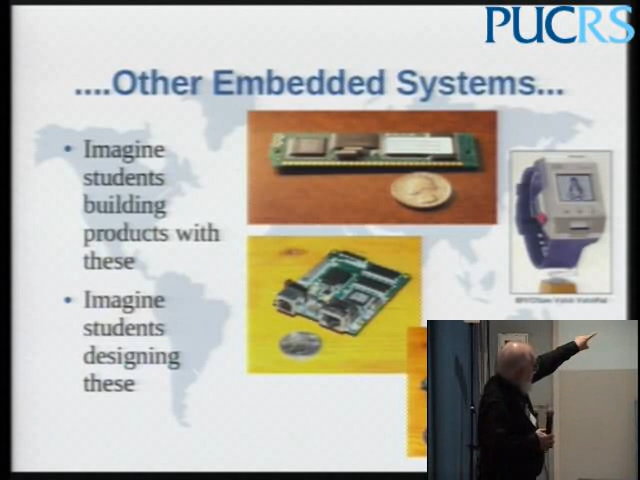 PUCRS
....Other Embedded Systems...
Imagine
students
building
products with
these
Imagine
students
designing
these